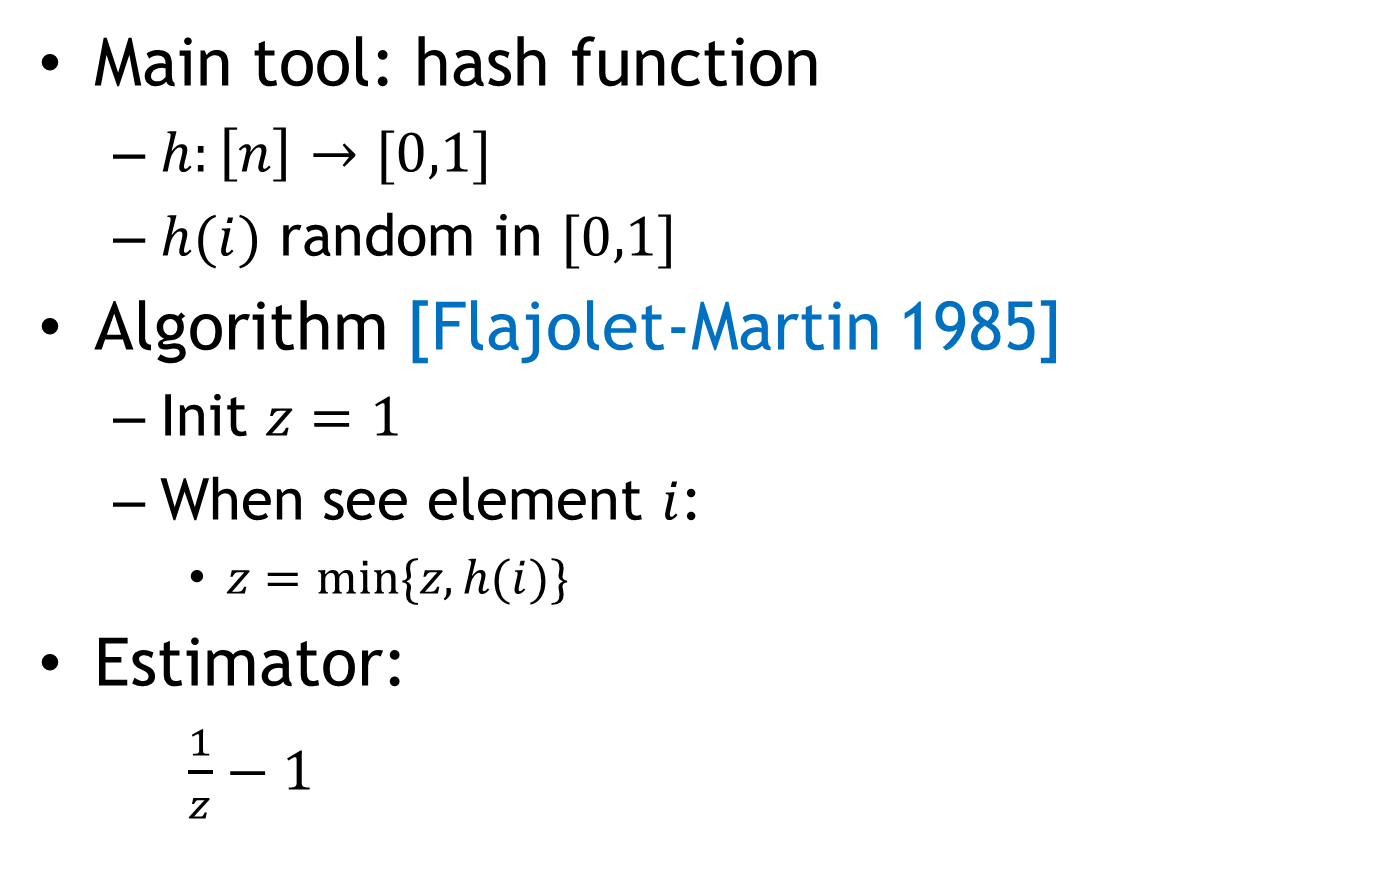 • Main tool: hash function
– h: [n] → [0,1]
– h(i) random in [0,1]
• Algorithm [Flajolet-Martin 1985]
– Init z = 1
– When see element i:
• z = min{z, h(i)}
• Estimator:
1/z − 1